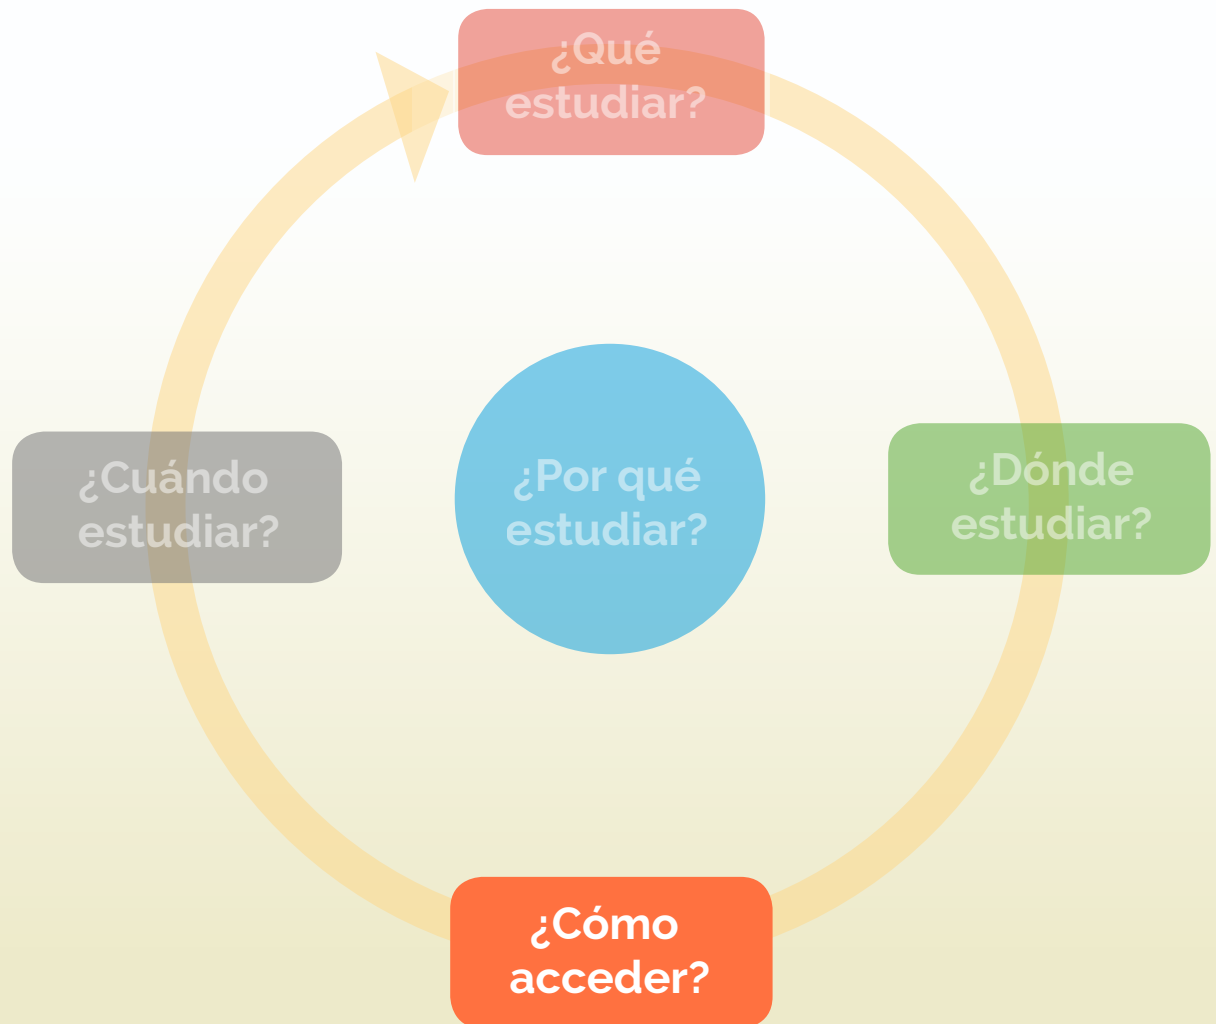 ¿Qué
estudiar?
¿Cuándo
estudiar?
¿Por qué
estudiar?
¿Dónde
estudiar?
¿Cómo
acceder?